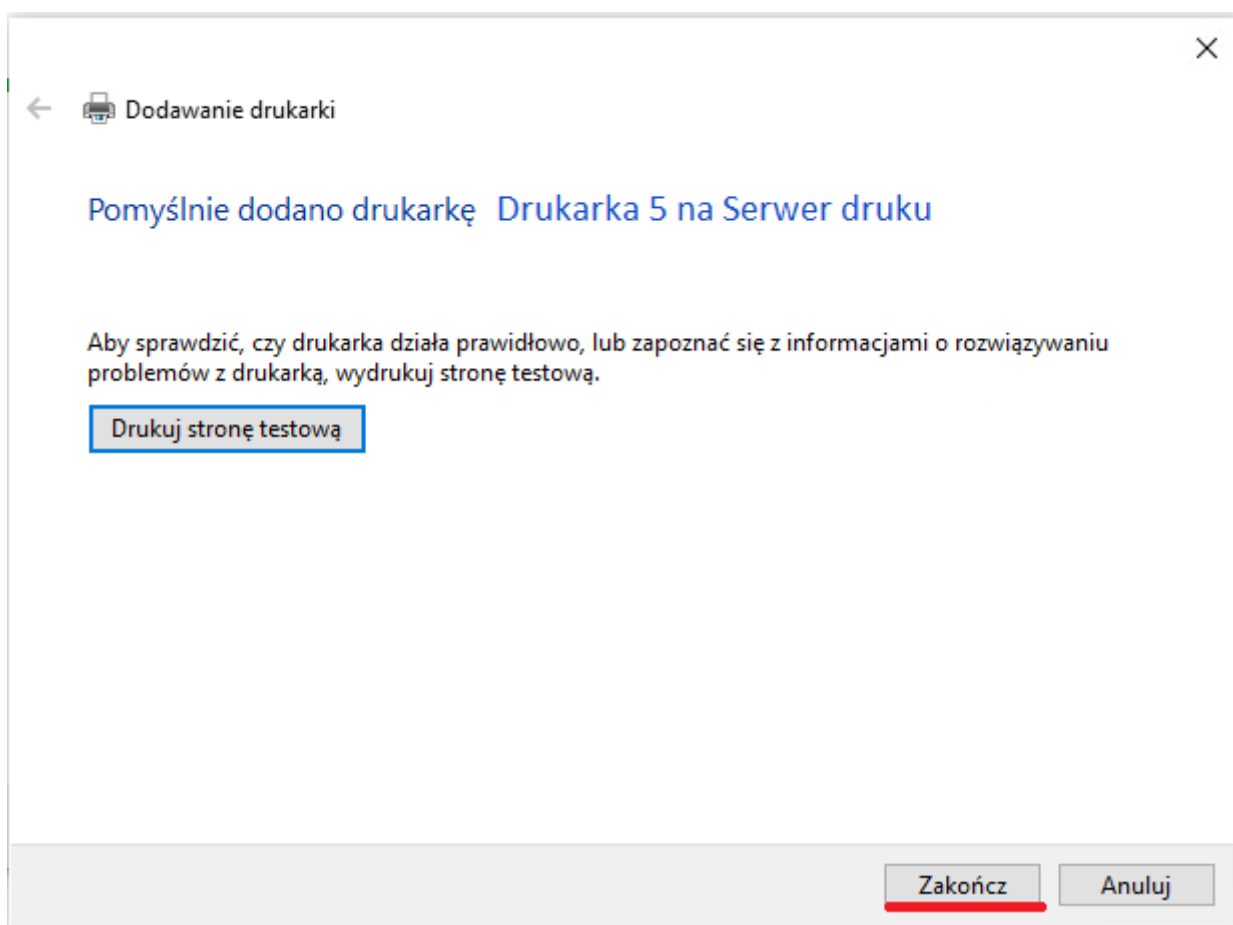 Dodawanie drukarki
Pomyślnie dodano drukarkę Drukarka 5 na Serwer druku
Aby sprawdzić, czy drukarka działa prawidłowo, lub zapoznać się z informacjami o rozwiązywaniu
problemów z drukarką, wydrukuj stronę testową.
Drukuj stronę testową
Zakończ Anuluj